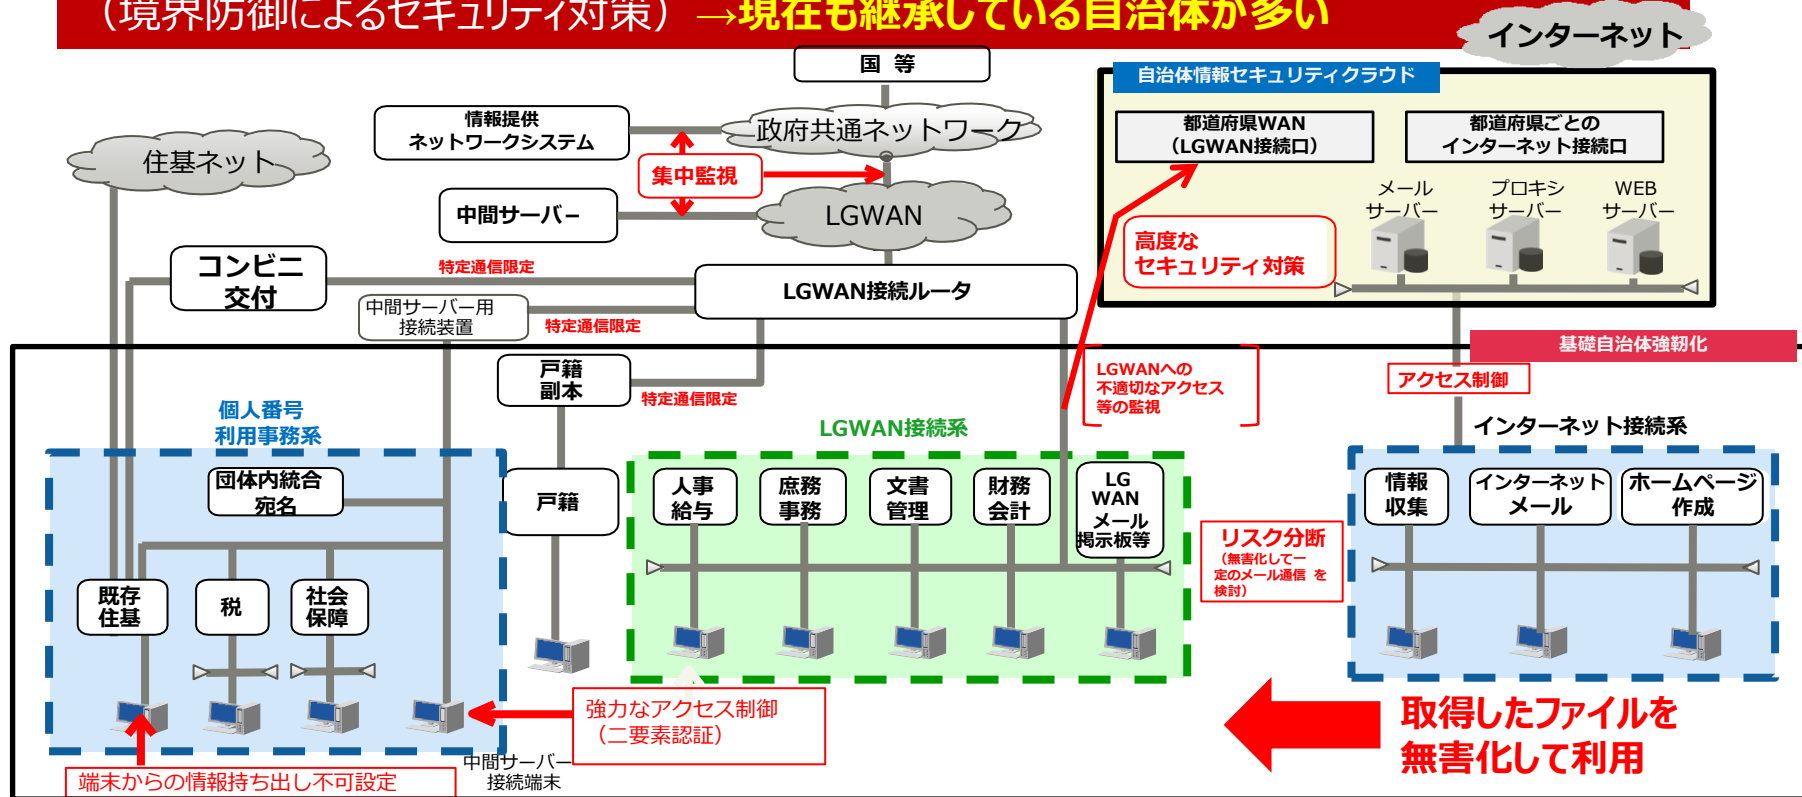 （境界防御によるセキュリティ対策）→現在も継承している自治体が多い
インターネット
国 等
自治体情報セキュリティクラウド
情報提供
ネットワークシステム
政府共通ネットワーク
都道府県WAN
（LGWAN接続口）
都道府県ごとの
インターネット接続口
住基ネット
集中監視
メール
サーバー
プロキシ
サーバー
WEB
サーバー
中間サーバー
LGWAN
高度な
セキュリティ対策
コンビニ
交付
特定通信限定
LGWAN接続ルータ
中間サーバー用
接続装置
特定通信限定
基礎自治体強靭化
戸籍
副本
特定通信限定
LGWANへの
不適切なアクセス
等の監視
アクセス制御
個人番号
利用事務系
LGWAN接続系
インターネット接続系
団体内統合
宛名
戸籍
人事
給与
庶務
事務
文書
管理
財務
会計
LG
WAN
メール
掲示板等
情報
収集
インターネット
メール
ホームページ
作成
リスク分断
（無害化して一
定のメール通信 を
検討）
既存
住基
税
社会
保障
強力なアクセス制御
（二要素認証）
取得したファイルを
無害化して利用
中間サーバー
接続端末
端末からの情報持ち出し不可設定